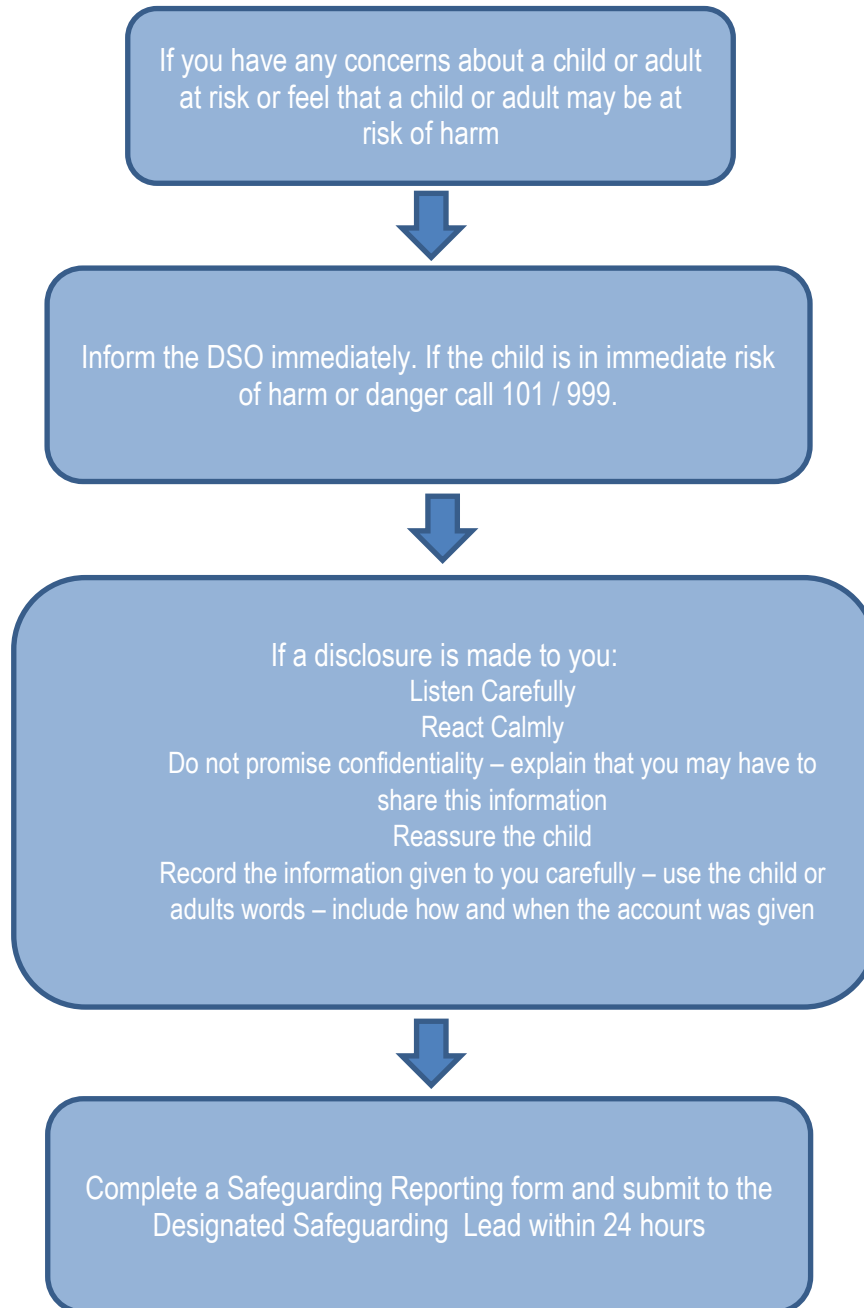 If you have any concerns about a child or adult
at risk or feel that a child or adult may be at
risk of harm
Inform the DSO immediately. If the child is in immediate risk
of harm or danger call 101 / 999.
If a disclosure is made to you:
Listen Carefully
React Calmly
Do not promise confidentiality – explain that you may have to
share this information
Reassure the child
Record the information given to you carefully – use the child or
adults words – include how and when the account was given
Complete a Safeguarding Reporting form and submit to the
Designated Safeguarding  Lead within 24 hours